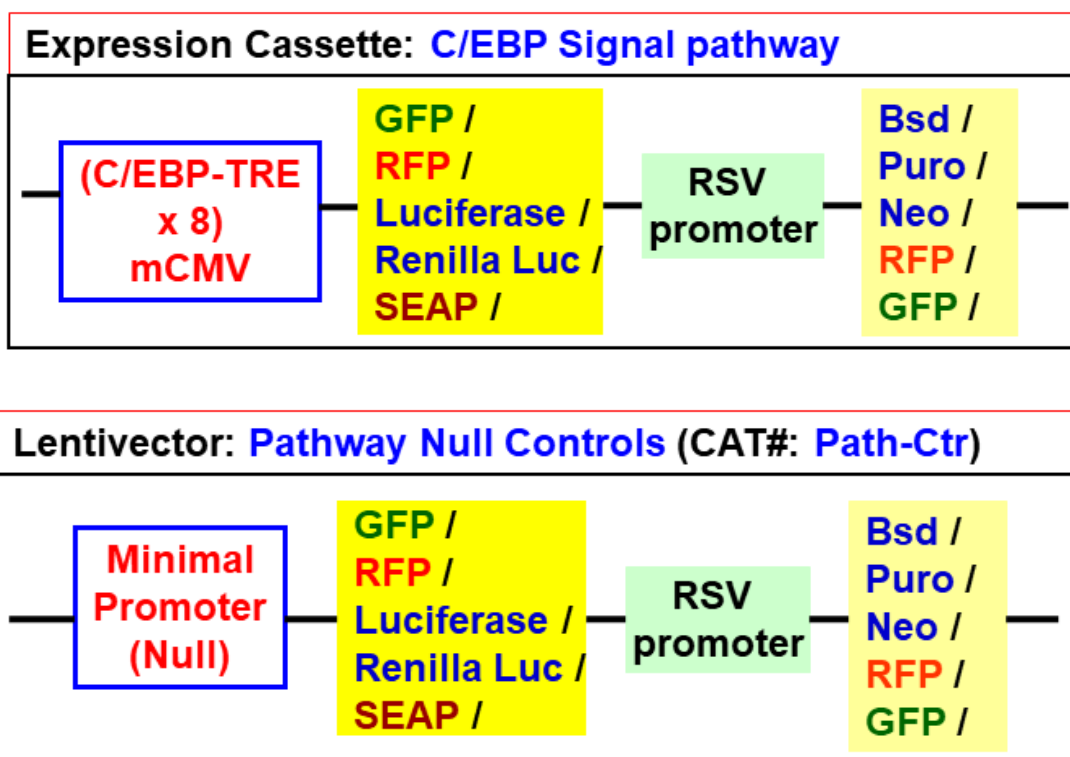 Expression Cassette: C/EBP Signal pathway
(C/EBP-TRE
x 8)
mCMV
GFP /
RFP /
Luciferase /
Renilla Luc /
SEAP /
RSV
promoter
Bsd /
Puro /
Neo /
RFP /
GFP /
Lentivector: Pathway Null Controls (CAT#: Path-Ctr)
Minimal
Promoter
(Null)
GFP /
RFP /
Luciferase /
Renilla Luc /
SEAP /
RSV
promoter
Bsd /
Puro /
Neo /
RFP /
GFP /